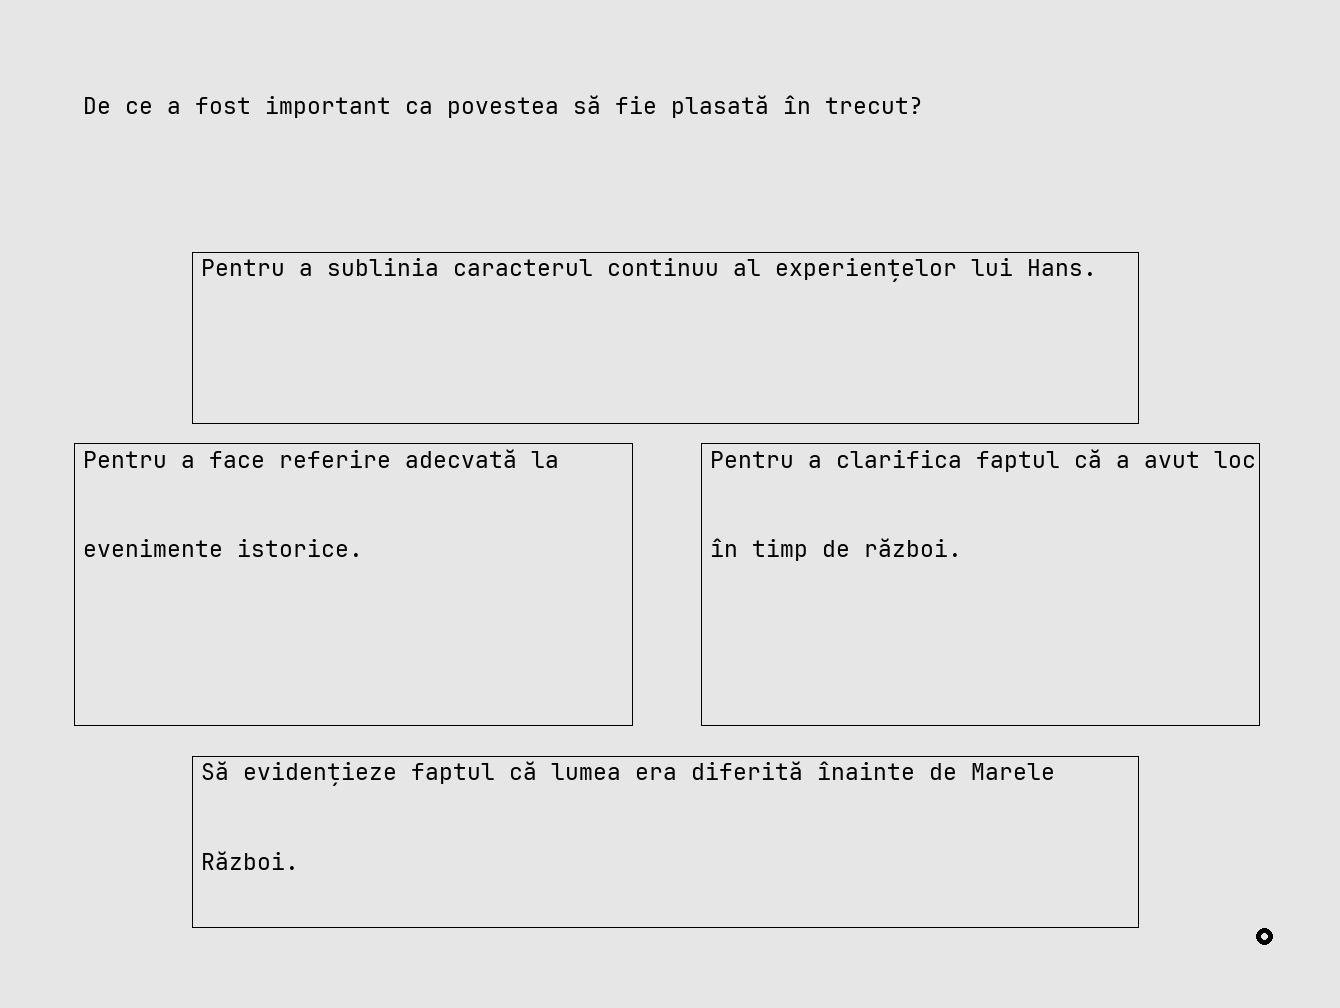 De ce a fost important ca povestea să fie plasată în trecut?
Pentru a sublinia caracterul continuu al experiențelor lui Hans.
Pentru a face referire adecvată la
evenimente istorice.
Pentru a clarifica faptul că a avut loc
în timp de război.
Să evidențieze faptul că lumea era diferită înainte de Marele
Război.